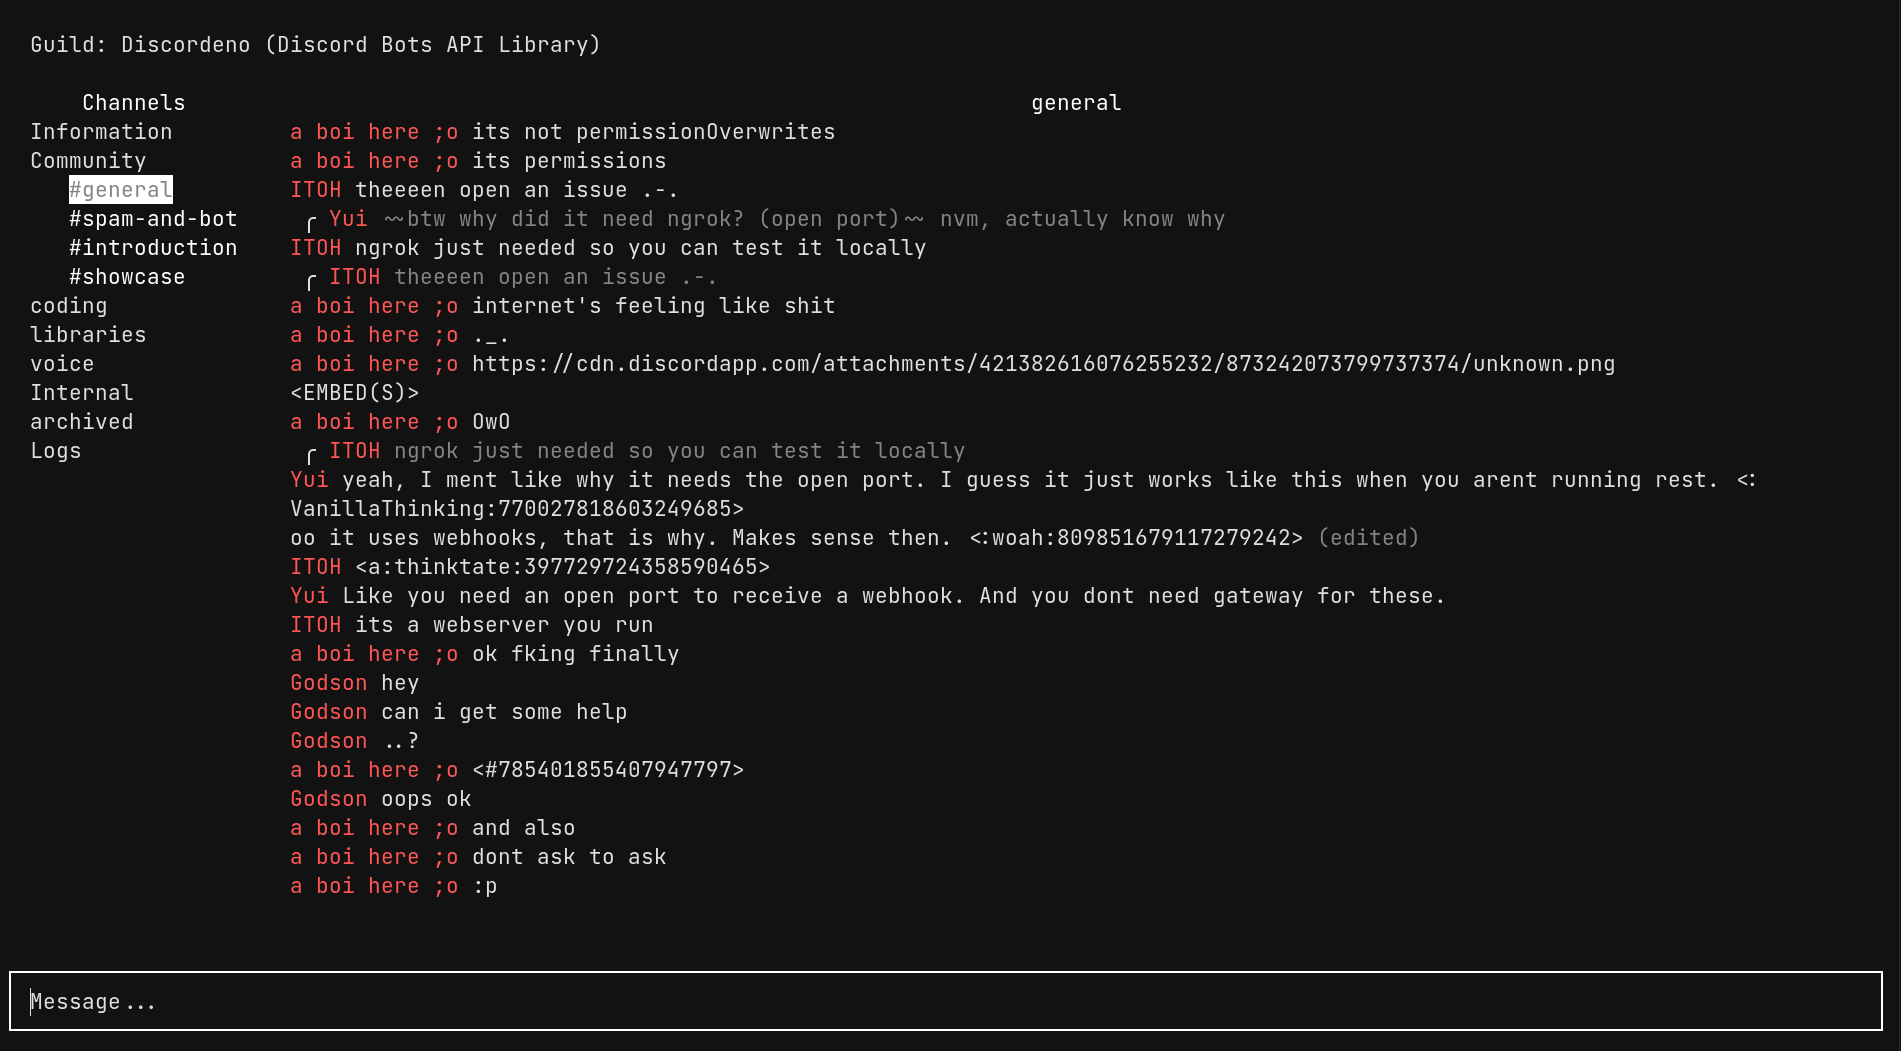 Guild: Discordeno (Discord Bots API Library)
Channels
Information
Community
#general
#spam-and-bot
#introduction
#showcase
coding
libraries
voice
Internal
archived
Logs
general
a boi here ;o its not permissionOverwrites
a boi here ;o its permissions
ITOH theeeen open an issue .-.
╭ Yui ~~btw why did it need ngrok? (open port)~~ nvm, actually know why
ITOH ngrok just needed so you can test it locally
╭ ITOH theeeen open an issue .-.
a boi here ;o internet's feeling like shit
a boi here ;o ._.
a boi here ;o https://cdn.discordapp.com/attachments/421382616076255232/873242073799737374/unknown.png
<EMBED(S)>
a boi here ;o OwO
╭ ITOH ngrok just needed so you can test it locally
Yui yeah, I ment like why it needs the open port. I guess it just works like this when you arent running rest. <:
VanillaThinking:770027818603249685>
oo it uses webhooks, that is why. Makes sense then. <:woah:809851679117279242> (edited)
ITOH <a:thinktate:397729724358590465>
Yui Like you need an open port to receive a webhook. And you dont need gateway for these.
ITOH its a webserver you run
a boi here ;o ok fking finally
Godson hey
Godson can i get some help
Godson ..?
a boi here ;o <#785401855407947797>
Godson oops ok
a boi here ;o and also
a boi here ;o dont ask to ask
a boi here ;o :p
Message...